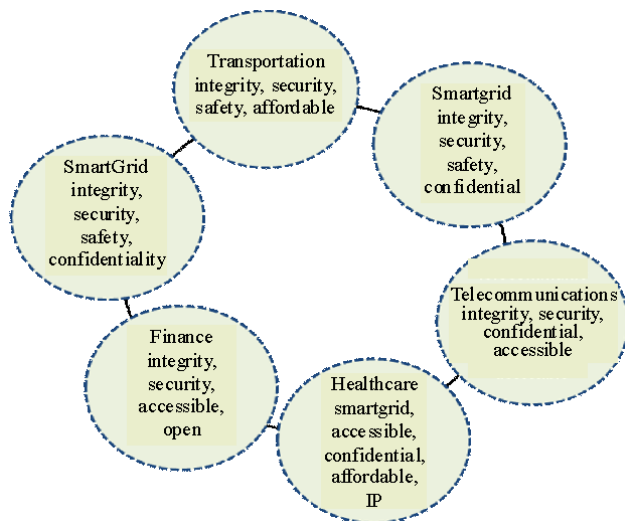 Transportation
integrity, security,
safety, affordable
Smartgrid
integrity,
security,
safety,
confidential
SmartGrid
integrity,
security,
safety,
confidentiality
Telecommunications
integrity, security,
confidential,
accessible
Finance
integrity,
security,
accessible,
open
Healthcare
smartgrid,
accessible,
confidential,
affordable,
IP